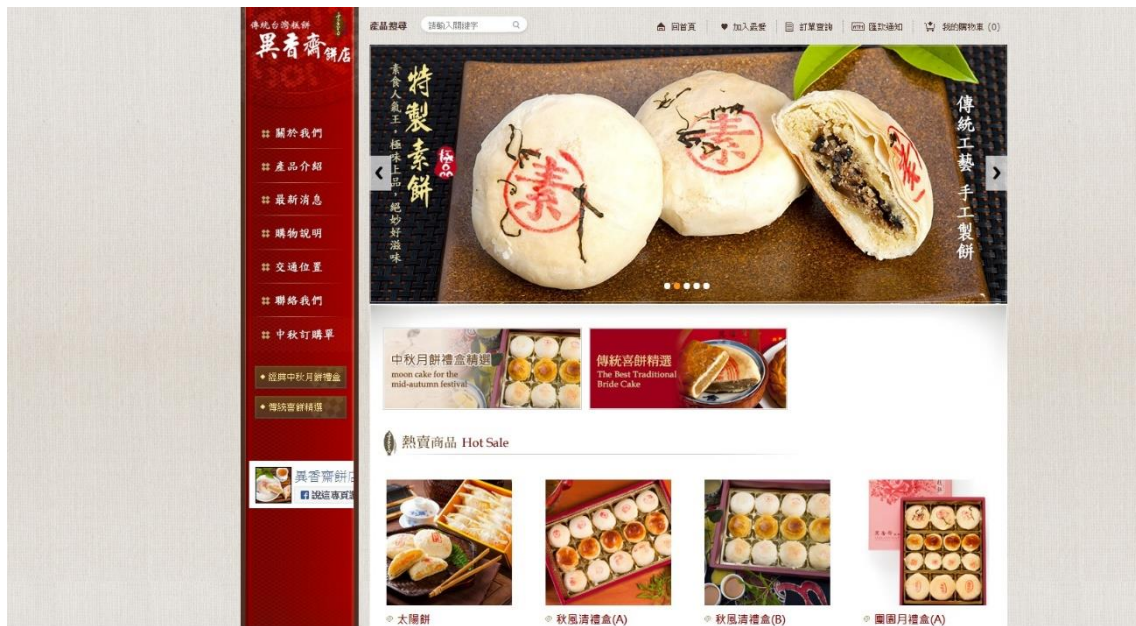 傳統台灣糕餅
異香齋餅店
關於我們
產品介紹
最新消息
購物說明
交通位置
聯絡我們
中秋訂購單
經典中秋月餅禮盒
傳統喜餅精選
異香齋餅店
產品搜尋
請輸入關鍵字
回首頁
加入最愛
訂單查詢
匯款通知
我的購物車 (0)
特製素餅
素食人氣王,極味上品,絕妙好滋味
素
素
傳統工藝 手工製餅
中秋月餅禮盒精選
moon cake for the
mid-autumn festival
傳統喜餅精選
The Best Traditional
Bride Cake
熱賣商品 Hot Sale
太陽餅
秋風清禮盒(A)
秋風清禮盒(B)
團圓月禮盒(A)